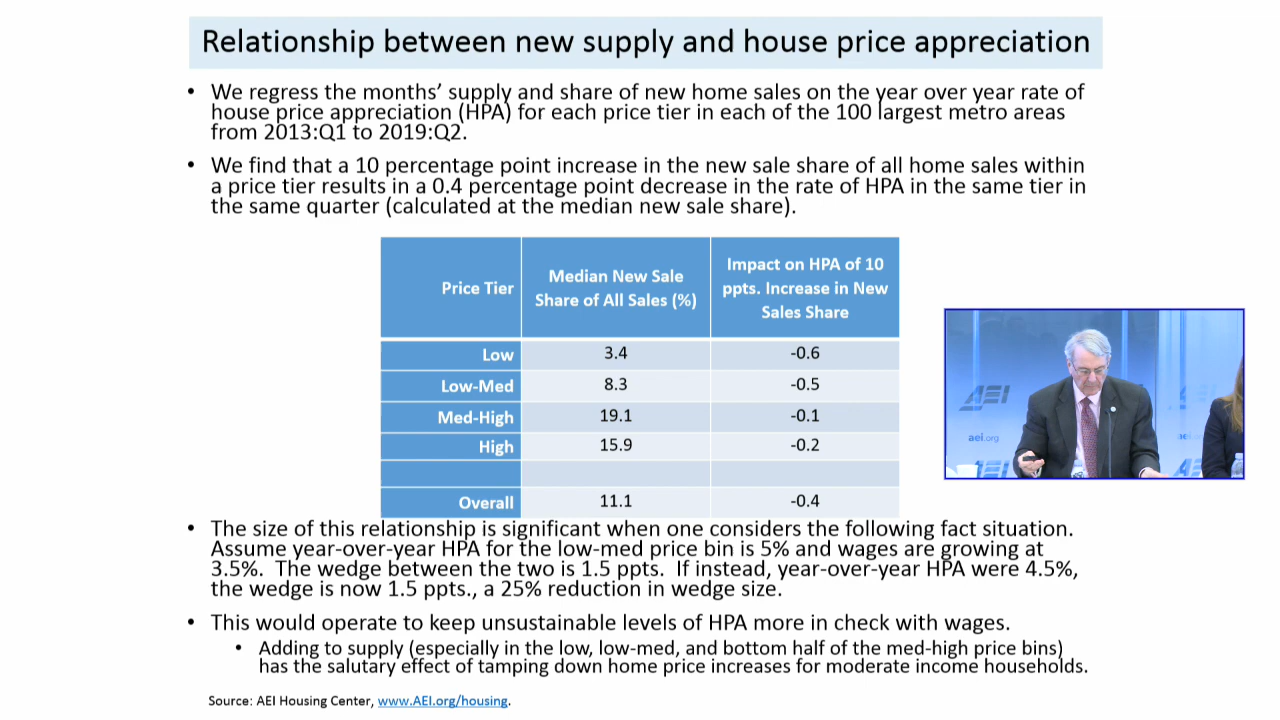 Relationship between new supply and house price appreciation
• We regress the months’ supply and share of new home sales on the year over year rate of
house price appreciation (HPA) for each price tier in each of the 100 largest metro areas
from 2013:Q1 to 2019:Q2.
• We find that a 10 percentage point increase in the new sale share of all home sales within
a price tier results in a 0.4 percentage point decrease in the rate of HPA in the same tier in
the same quarter (calculated at the median new sale share).
Price Tier
Median New Sale
Share of All Sales (%)
Impact on HPA of 10
ppts. Increase in New
Sales Share
Low 3.4 -0.6
Low-Med 8.3 -0.5
Med-High 19.1 -0.1
High 15.9 -0.2
Overall 11.1 -0.4
AEI
aei.org
• The size of this relationship is significant when one considers the following fact situation.
Assume year-over-year HPA for the low-med price bin is 5% and wages are growing at
3.5%.  The wedge between the two is 1.5 ppts.  If instead, year-over-year HPA were 4.5%,
the wedge is now 1.5 ppts., a 25% reduction in wedge size.
• This would operate to keep unsustainable levels of HPA more in check with wages.
• Adding to supply (especially in the low, low-med, and bottom half of the med-high price bins)
has the salutary effect of tamping down home price increases for moderate income households.
Source: AEI Housing Center, www.AEI.org/housing.